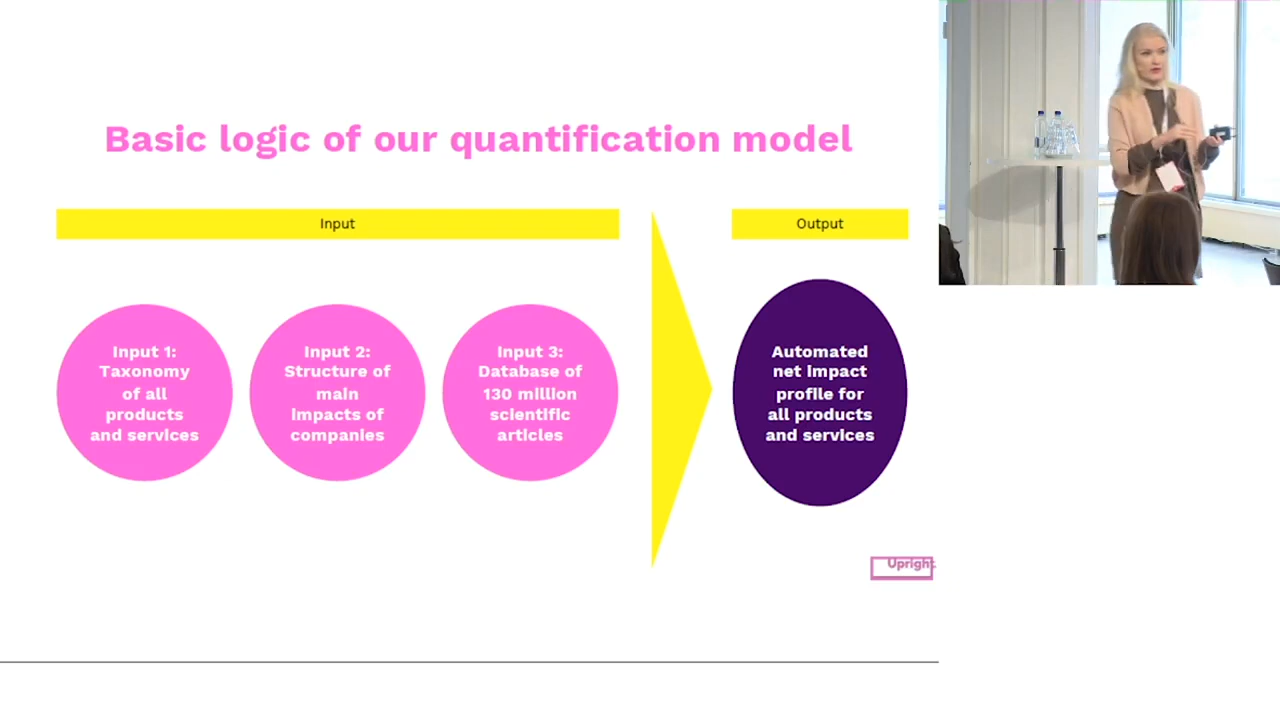 Basic logic of our quantification model
Input
Output
Input 1:
Taxonomy
of all
products
and services
Input 2:
Structure of
main
impacts of
companies
Input 3:
Database of
130 million
scientific
articles
Automated
net impact
profile for
all products
and services
Upright